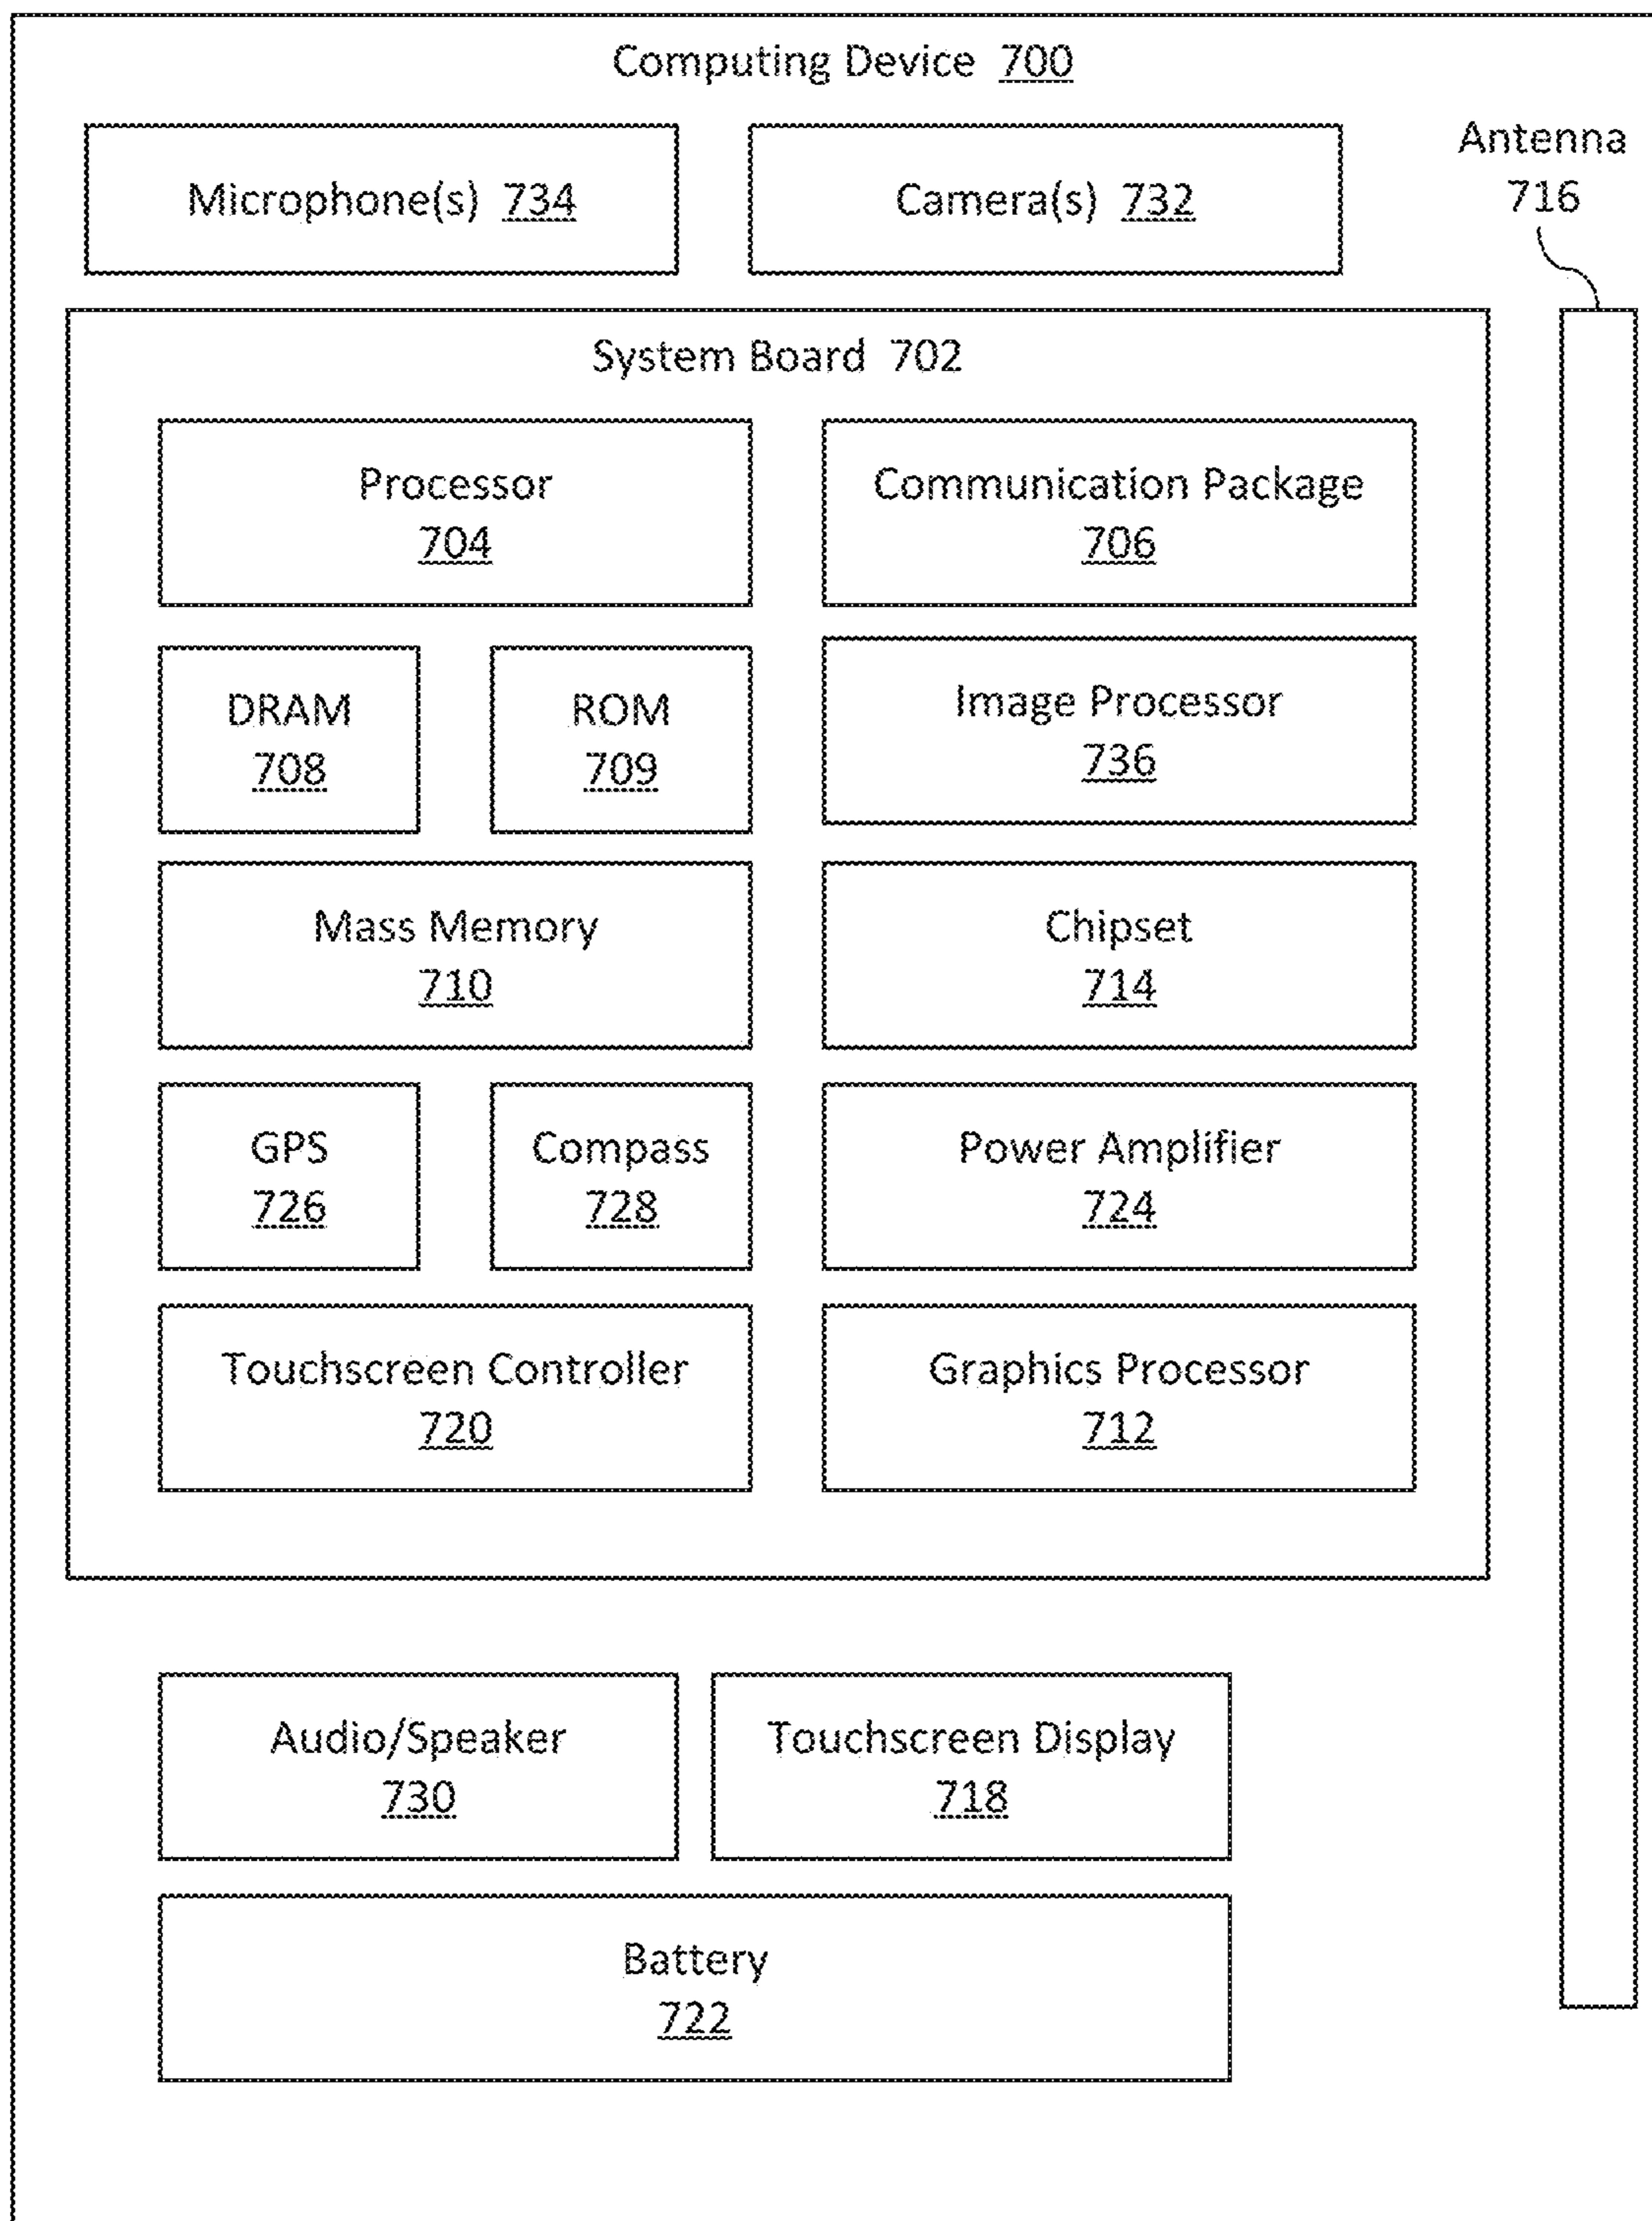 Computing Device 700
Microphone(s) 734
Camera(s) 732
Antenna
716
System Board 702
Processor
704
Communication Package
706
DRAM
708
ROM
709
Image Processor
736
Mass Memory
710
Chipset
714
GPS
726
Compass
728
Power Amplifier
724
Touchscreen Controller
720
Graphics Processor
712
Audio/Speaker
730
Touchscreen Display
718
Battery
722